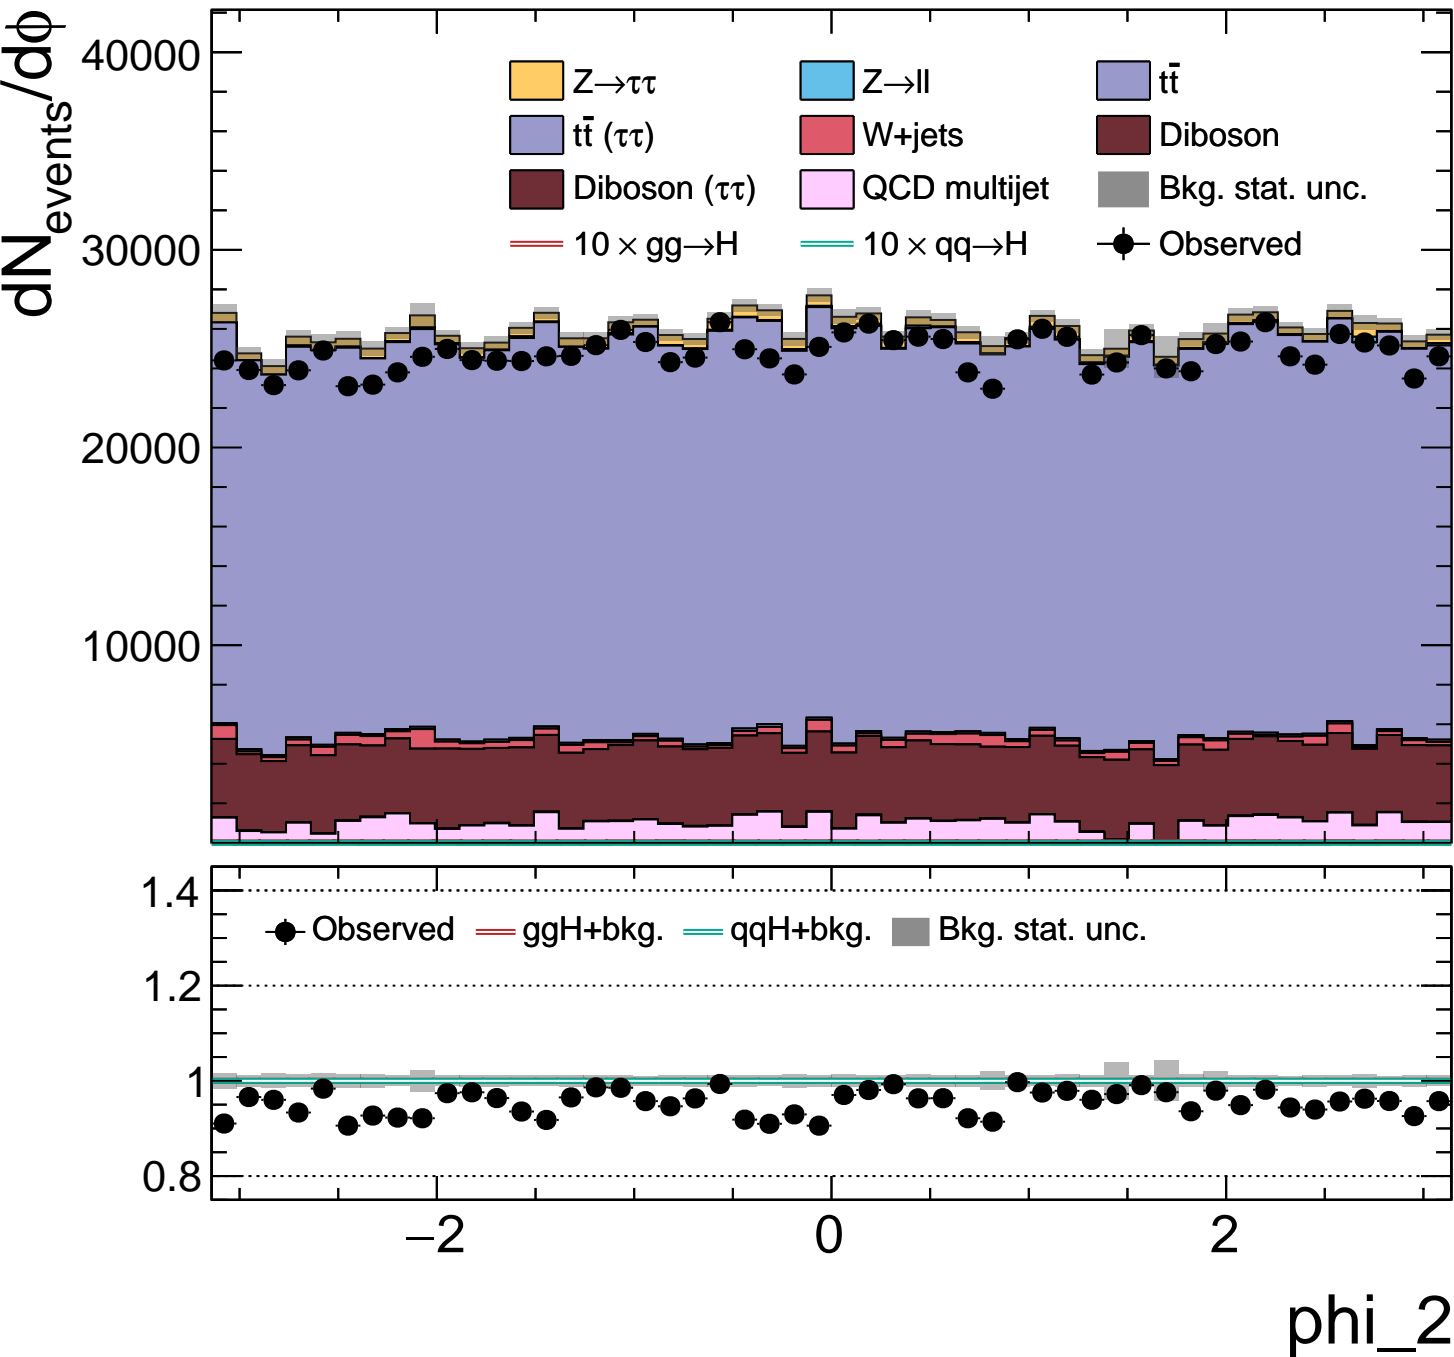 dN_events/dϕ
40000
30000
20000
10000
Z→ττ Z→ll tt̄
tt̄ (ττ) W+jets Diboson
Diboson (ττ) QCD multijet Bkg. stat. unc.
10 × gg→H 10 × qq→H Observed
1.4
1.2
1
0.8
Observed ggH+bkg. qqH+bkg. Bkg. stat. unc.
−2 0 2
phi_2